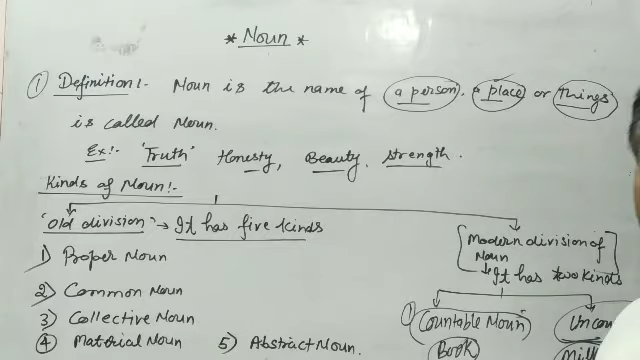 * Noun *
① Definition!- Noun is the name of a person, a place or things
is called Noun.
Ex!- 'Truth' Honesty, Beauty, strength.
Kinds of Noun!-
'Old division' → It has five kinds
Modern division of
Noun
→ It has two kinds
1) Proper Noun
2) Common Noun
3) Collective Noun
④ Material Noun 5) Abstract Noun.
① Countable Noun
Book
Uncou
Milk